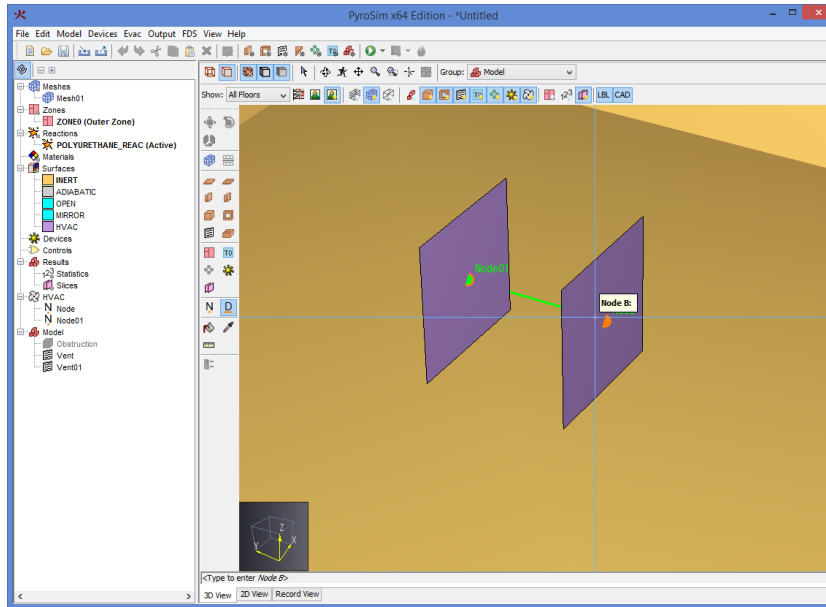 PyroSim x64 Edition - *Untitled
File Edit Model Devices Evac Output FDS View Help
Group: Model
Show: All Floors
LBL CAD
Meshes
Mesh01
Zones
ZONE0 (Outer Zone)
Reactions
POLYURETHANE_REAC (Active)
Materials
Surfaces
INERT
ADIABATIC
OPEN
MIRROR
HVAC
Devices
Controls
Results
Statistics
Slices
HVAC
Node
Node01
Model
Obstruction
Vent
Vent01
Node01
Node B:
Z
Y
X
<Type to enter Node B>
3D View 2D View Record View